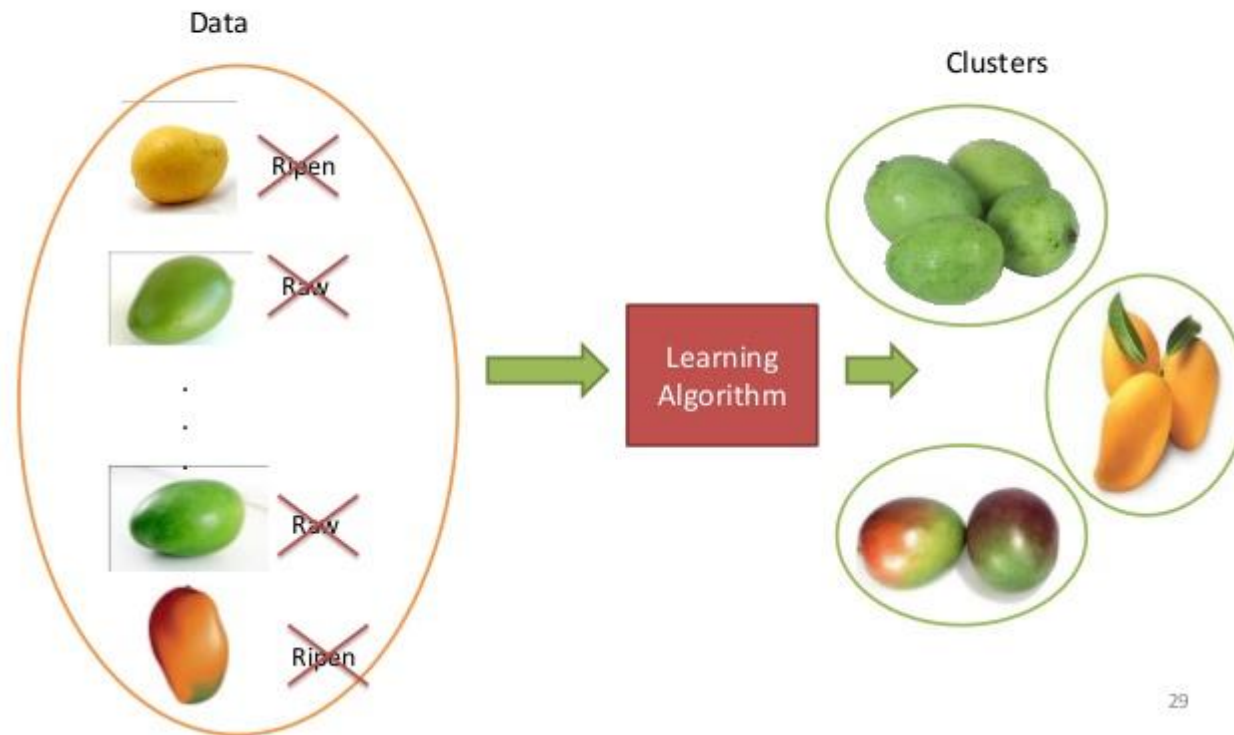 Data
Ripen
Raw
.
.
.
Raw
Ripen
Learning
Algorithm
Clusters
29